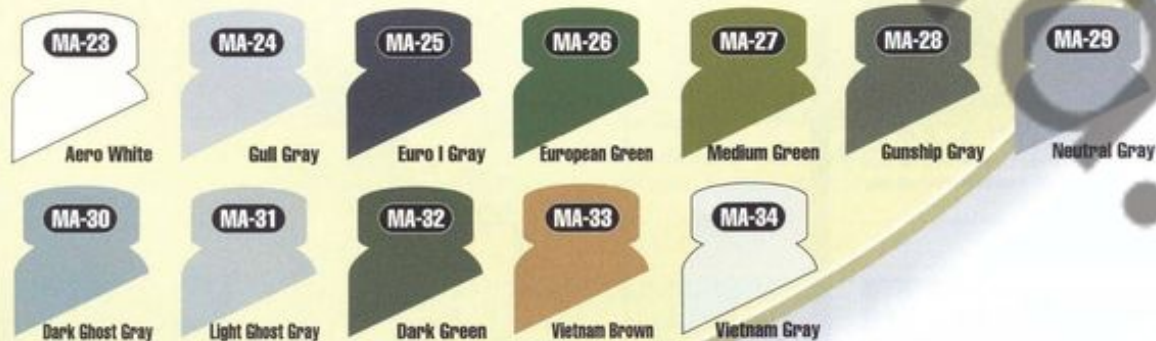 MA-23 MA-24 MA-25 MA-26 MA-27 MA-28 MA-29
Aero White Gull Gray Euro I Gray European Green Medium Green Gunship Gray Neutral Gray
MA-30 MA-31 MA-32 MA-33 MA-34
Dark Ghost Gray Light Ghost Gray Dark Green Vietnam Brown Vietnam Gray